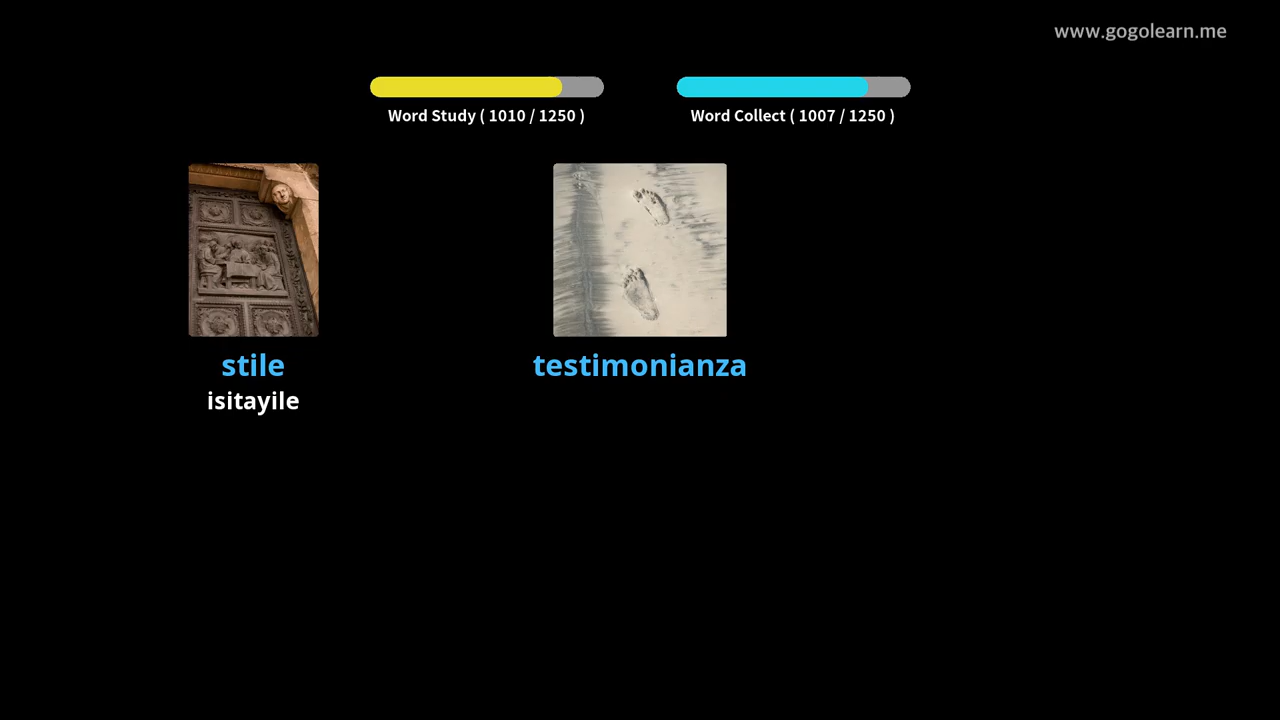 www.gogolearn.me
Word Study ( 1010 / 1250 )
Word Collect ( 1007 / 1250 )
stile
isitayile
testimonianza